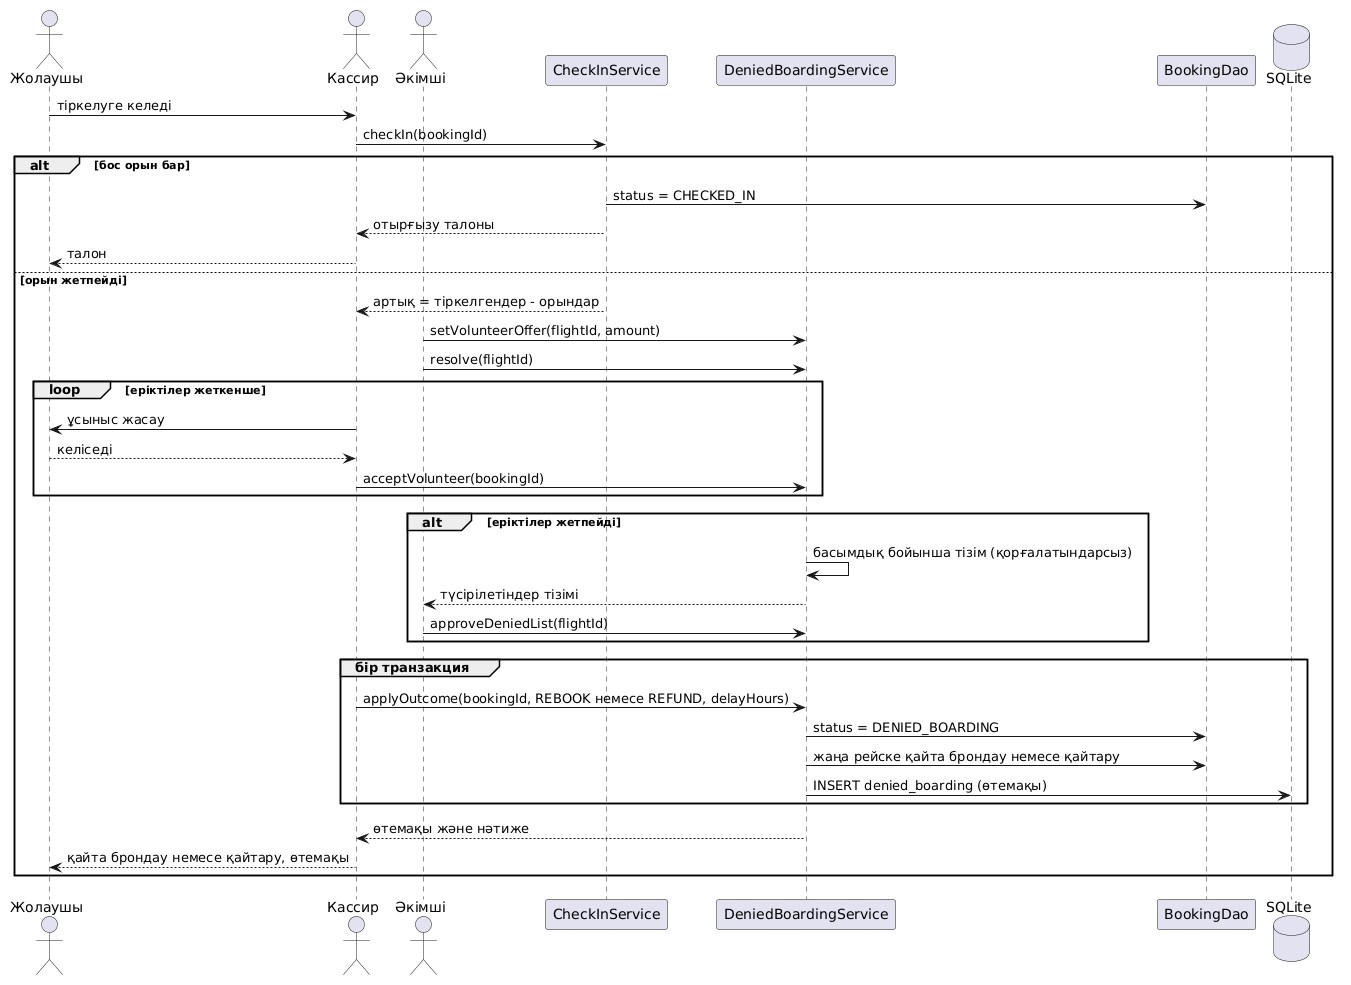 Жолаушы Кассир Әкімші CheckInService DeniedBoardingService BookingDao SQLite
тіркелуге келеді
checkIn(bookingId)
alt [бос орын бар]
status = CHECKED_IN
отырғызу талоны
талон
[орын жетпейді]
артық = тіркелгендер - орындар
setVolunteerOffer(flightId, amount)
resolve(flightId)
loop [еріктілер жеткенше]
ұсыныс жасау
келіседі
acceptVolunteer(bookingId)
alt [еріктілер жетпейді]
басымдық бойынша тізім (қорғалатындарсыз)
түсірілетіндер тізімі
approveDeniedList(flightId)
бір транзакция
applyOutcome(bookingId, REBOOK немесе REFUND, delayHours)
status = DENIED_BOARDING
жаңа рейске қайта брондау немесе қайтару
INSERT denied_boarding (өтемақы)
өтемақы және нәтиже
қайта брондау немесе қайтару, өтемақы
Жолаушы Кассир Әкімші CheckInService DeniedBoardingService BookingDao SQLite